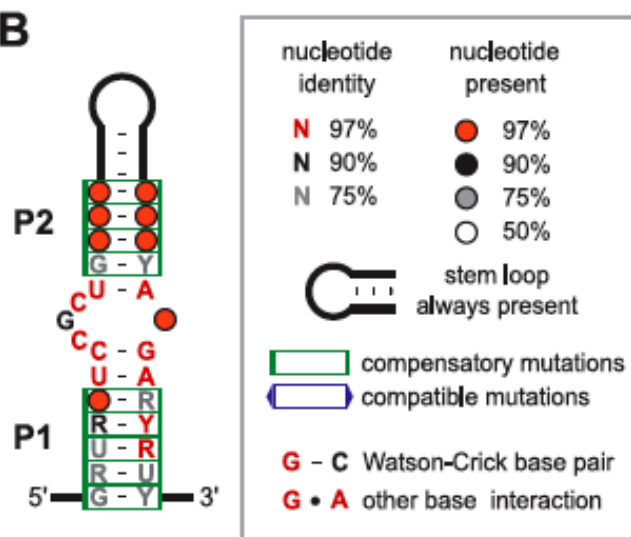 B
P2
G - Y
U - A
C
G
C
C - G
U - A
R
P1
R - Y
U - R
R - U
5' G - Y 3'
nucleotide
identity
N 97%
N 90%
N 75%
nucleotide
present
97%
90%
75%
50%
stem loop
always present
compensatory mutations
compatible mutations
G - C Watson-Crick base pair
G • A other base interaction